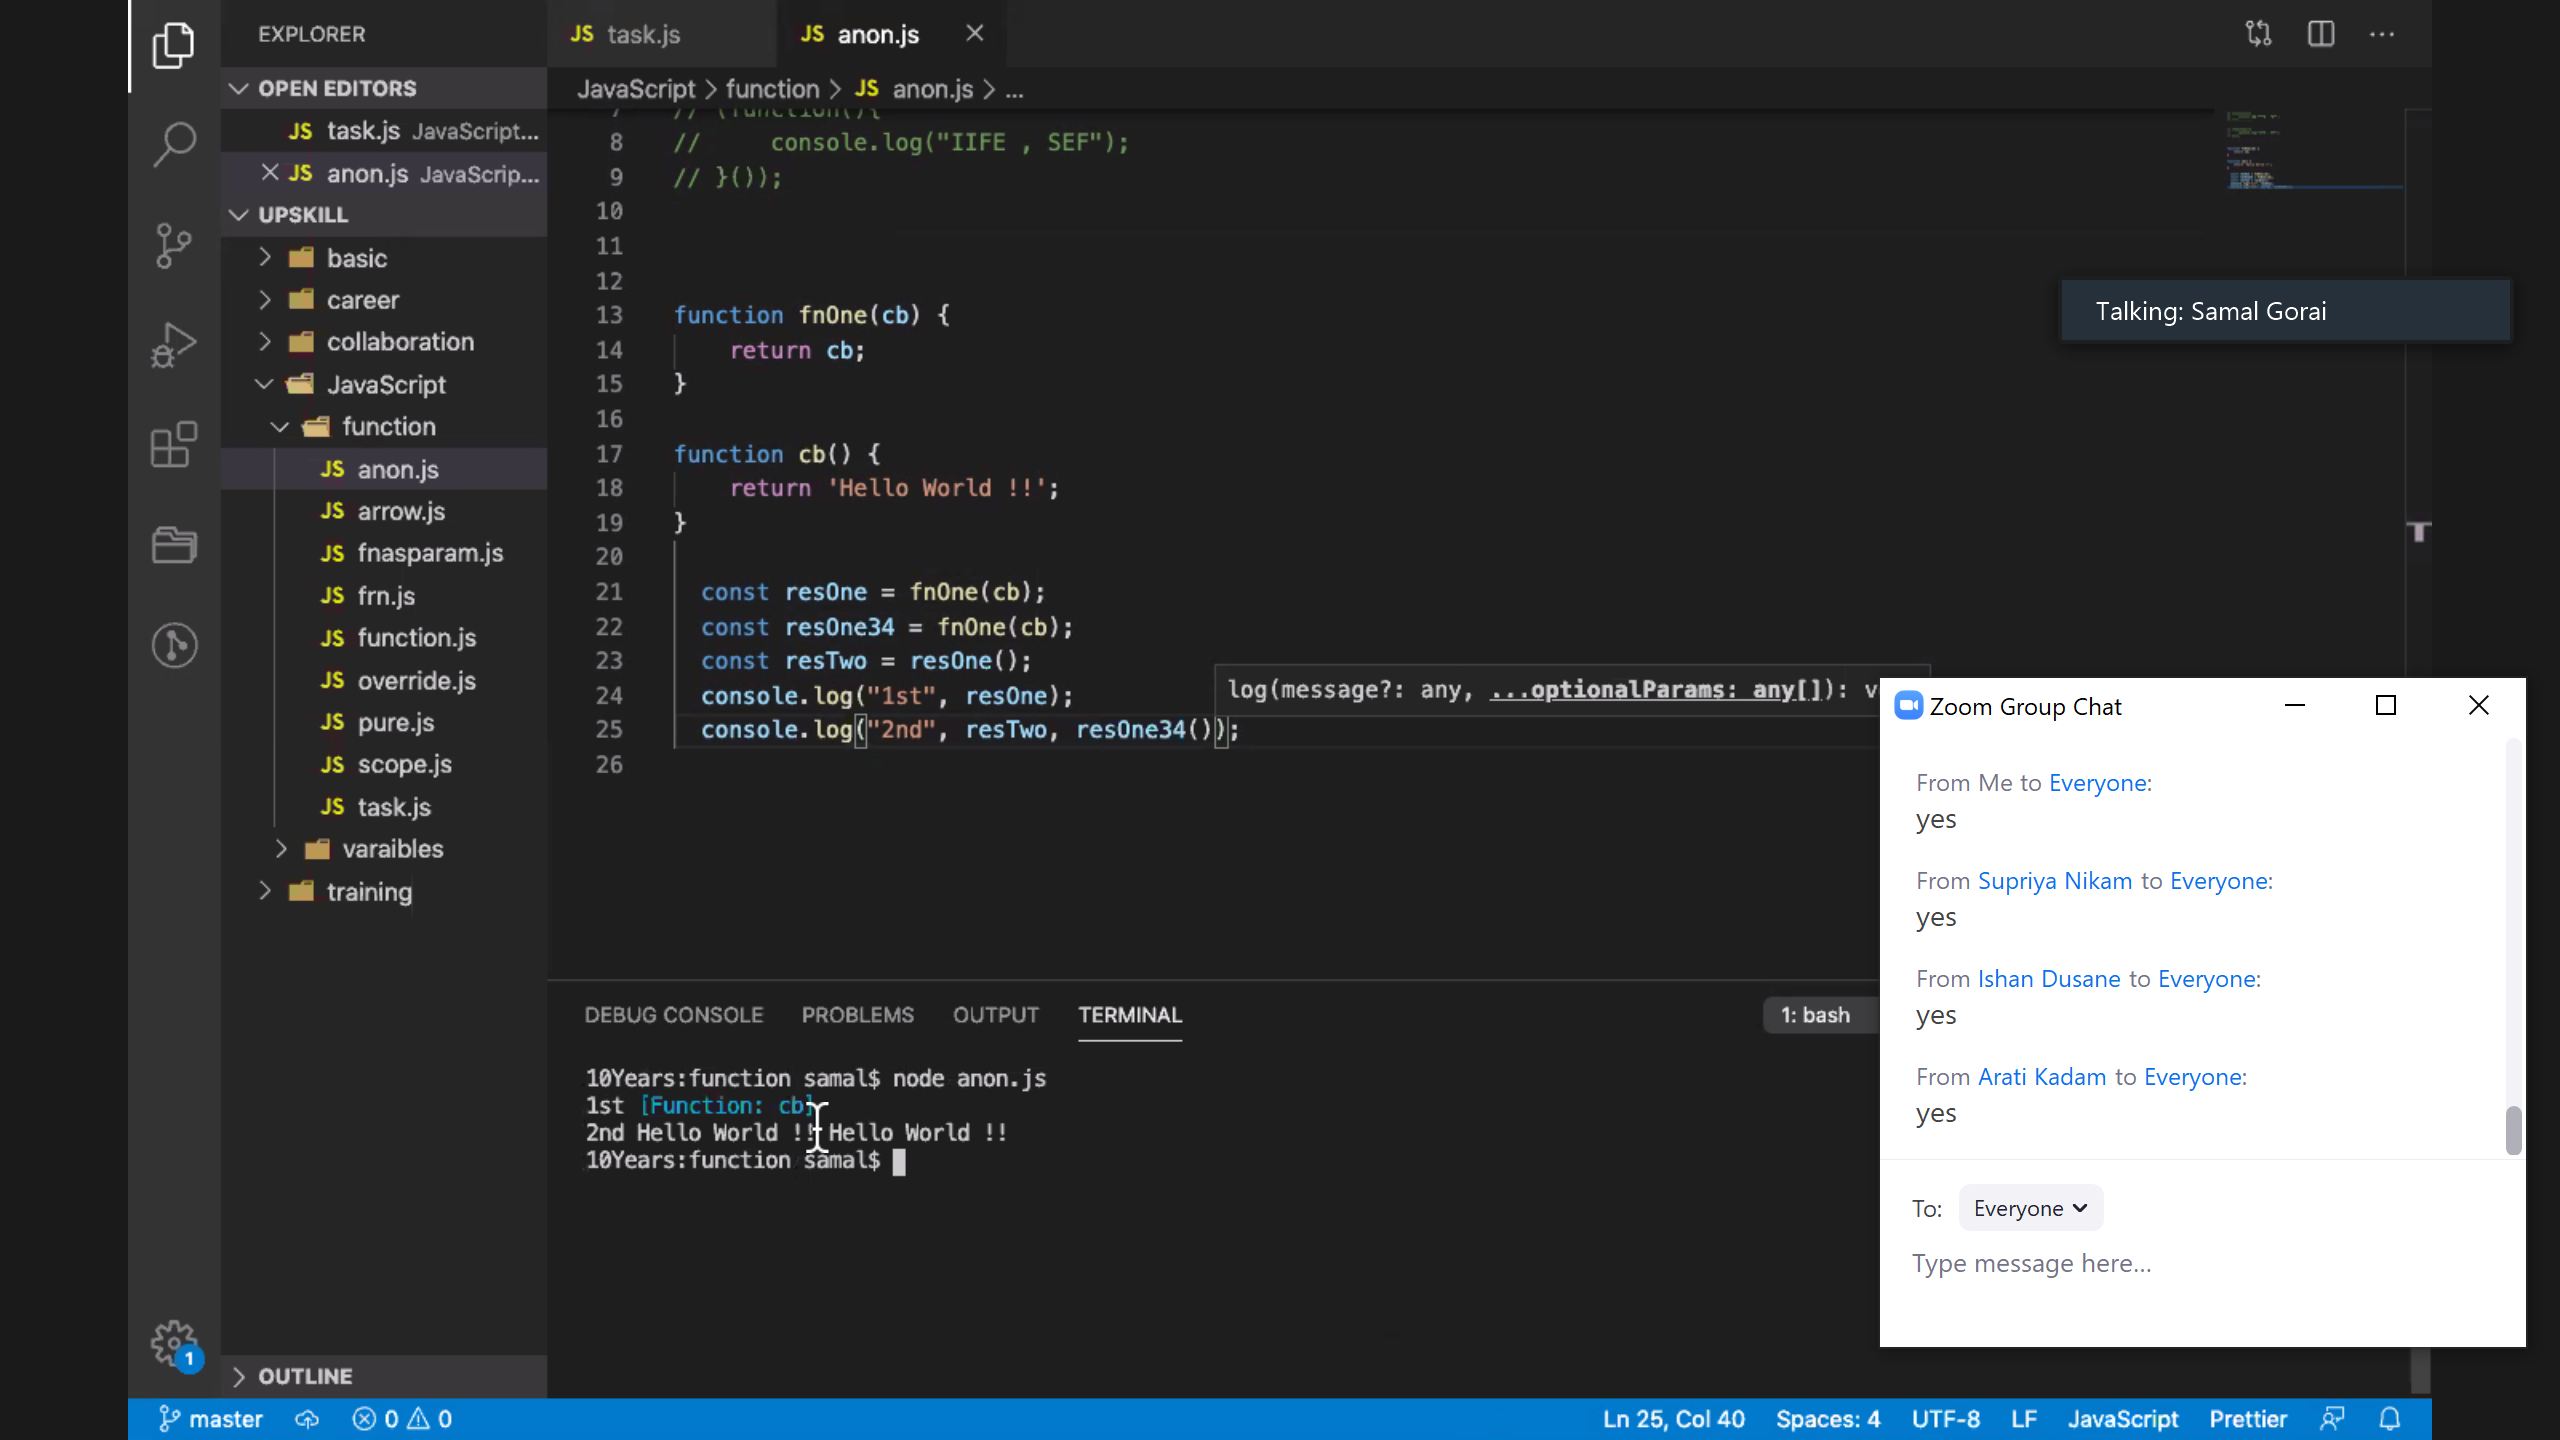 EXPLORER
OPEN EDITORS
JS task.js JavaScript...
JS anon.js JavaScrip...
UPSKILL
basic
career
collaboration
JavaScript
function
JS anon.js
JS arrow.js
JS fnasparam.js
JS frn.js
JS function.js
JS override.js
JS pure.js
JS scope.js
JS task.js
varaibles
training
OUTLINE
1
JS task.js
JS anon.js
JavaScript > function > JS anon.js > ...
7 // (function(){
8 // console.log("IIFE , SEF");
9 // }());
10
11
12
13 function fnOne(cb) {
14 return cb;
15 }
16
17 function cb() {
18 return 'Hello World !!';
19 }
20
21 const resOne = fnOne(cb);
22 const resOne34 = fnOne(cb);
23 const resTwo = resOne();
24 console.log("1st", resOne);
25 console.log("2nd", resTwo, resOne34());
26
log(message?: any, ...optionalParams: any[]): v
Talking: Samal Gorai
DEBUG CONSOLE PROBLEMS OUTPUT TERMINAL
1: bash
10Years:function samal$ node anon.js
1st [Function: cb]
2nd Hello World !! Hello World !!
10Years:function samal$
Zoom Group Chat
From Me to Everyone:
yes
From Supriya Nikam to Everyone:
yes
From Ishan Dusane to Everyone:
yes
From Arati Kadam to Everyone:
yes
To: Everyone
Type message here...
master
0 0
Ln 25, Col 40
Spaces: 4
UTF-8
LF
JavaScript
Prettier